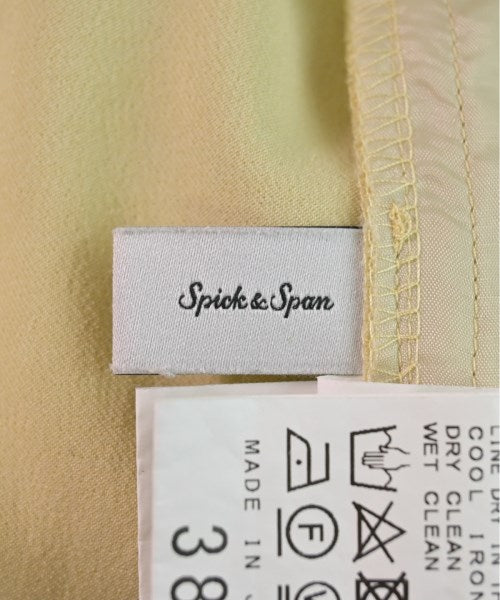 Spick & Span
LINE DRY IN
COOL IRON
DRY CLEAN
WET CLEAN
F
MADE IN
38